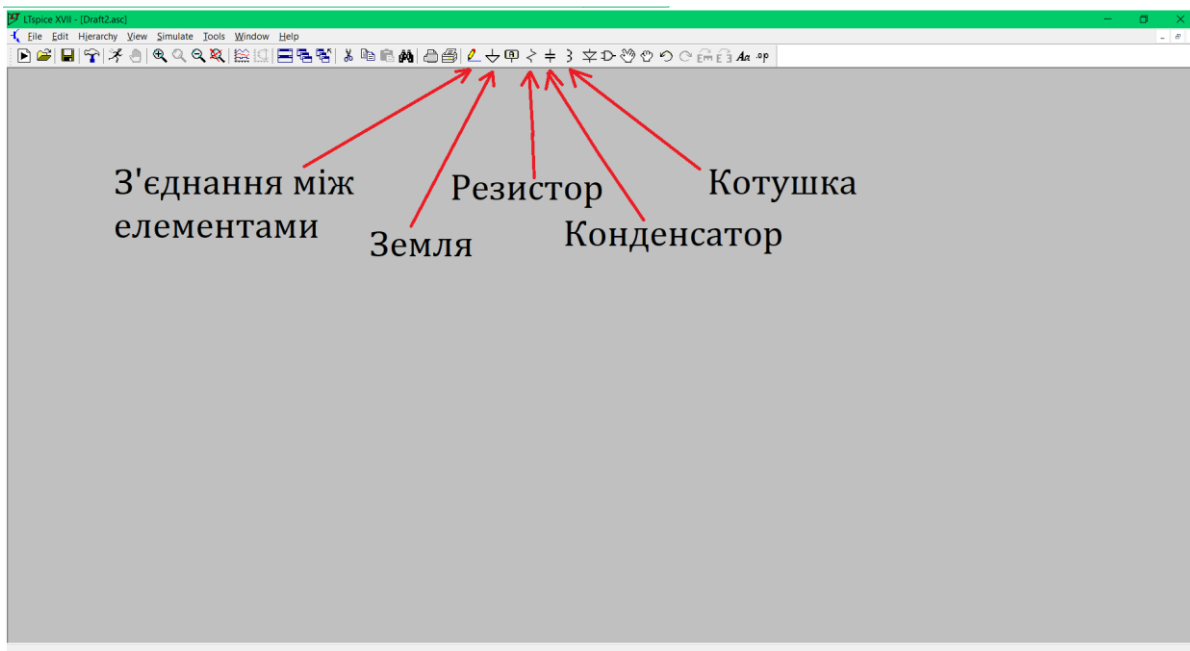 LTspice XVII - [Draft2.asc]
File Edit Hierarchy View Simulate Tools Window Help
З'єднання між
елементами
Земля
Резистор
Конденсатор
Котушка